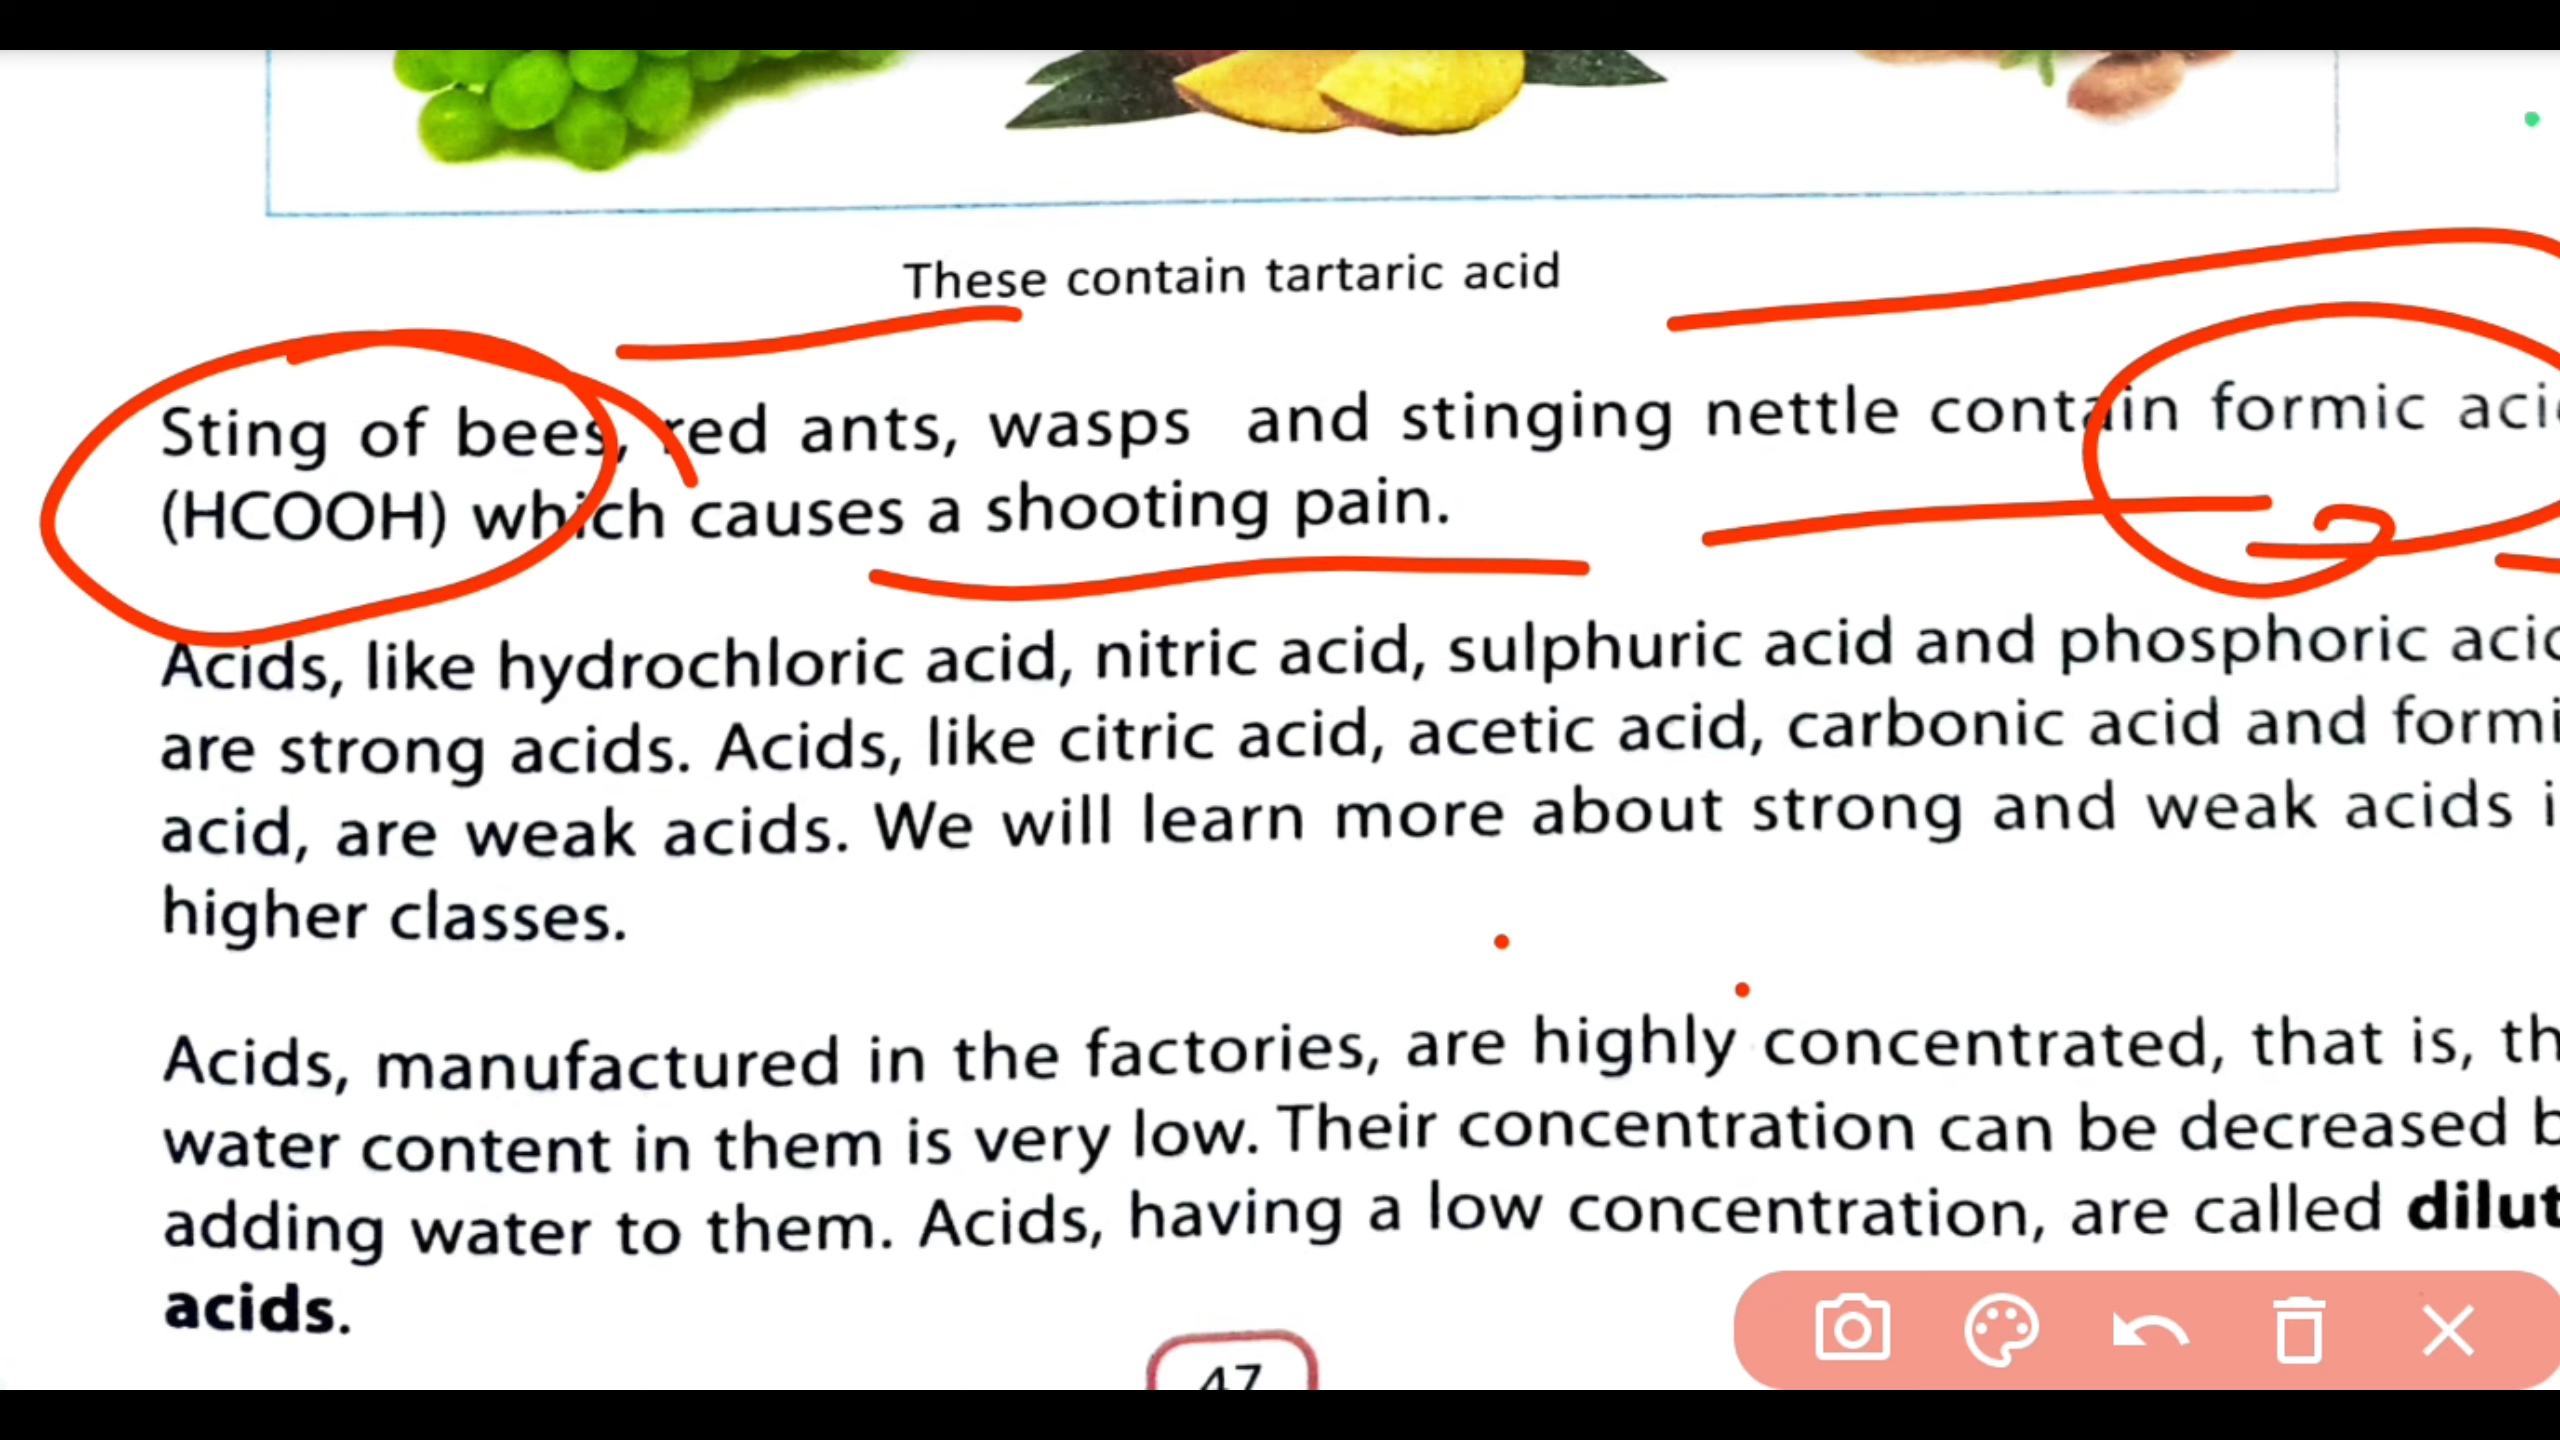 These contain tartaric acid
Sting of bees, red ants, wasps and stinging nettle contain formic aci
(HCOOH) which causes a shooting pain.
Acids, like hydrochloric acid, nitric acid, sulphuric acid and phosphoric acid
are strong acids. Acids, like citric acid, acetic acid, carbonic acid and formi
acid, are weak acids. We will learn more about strong and weak acids i
higher classes.
Acids, manufactured in the factories, are highly concentrated, that is, th
water content in them is very low. Their concentration can be decreased b
adding water to them. Acids, having a low concentration, are called dilut
acids.
47